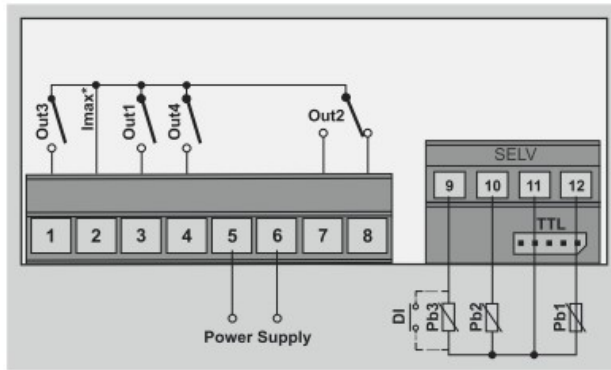 Out3
Imax*
Out1
Out4
Out2
SELV
9 10 11 12
1 2 3 4 5 6 7 8
TTL
Power Supply
DI
Pb3
Pb2
Pb1